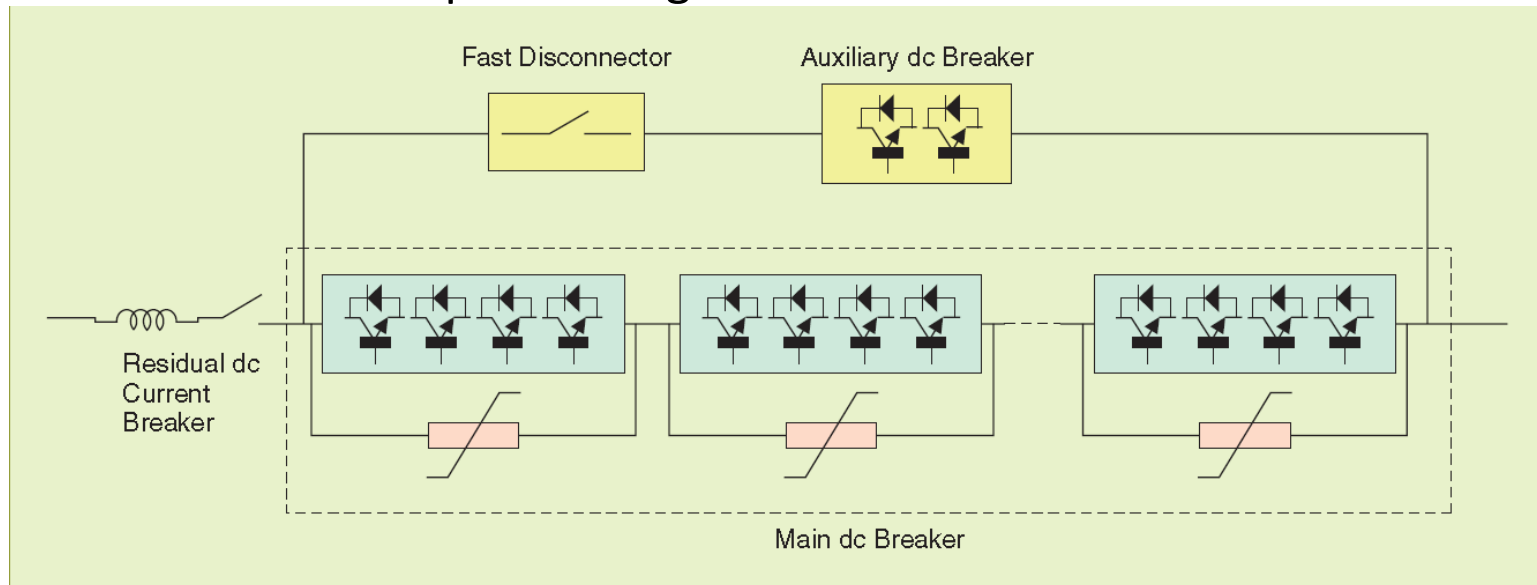 Fast Disconnector
Auxiliary dc Breaker
Residual dc
Current
Breaker
Main dc Breaker